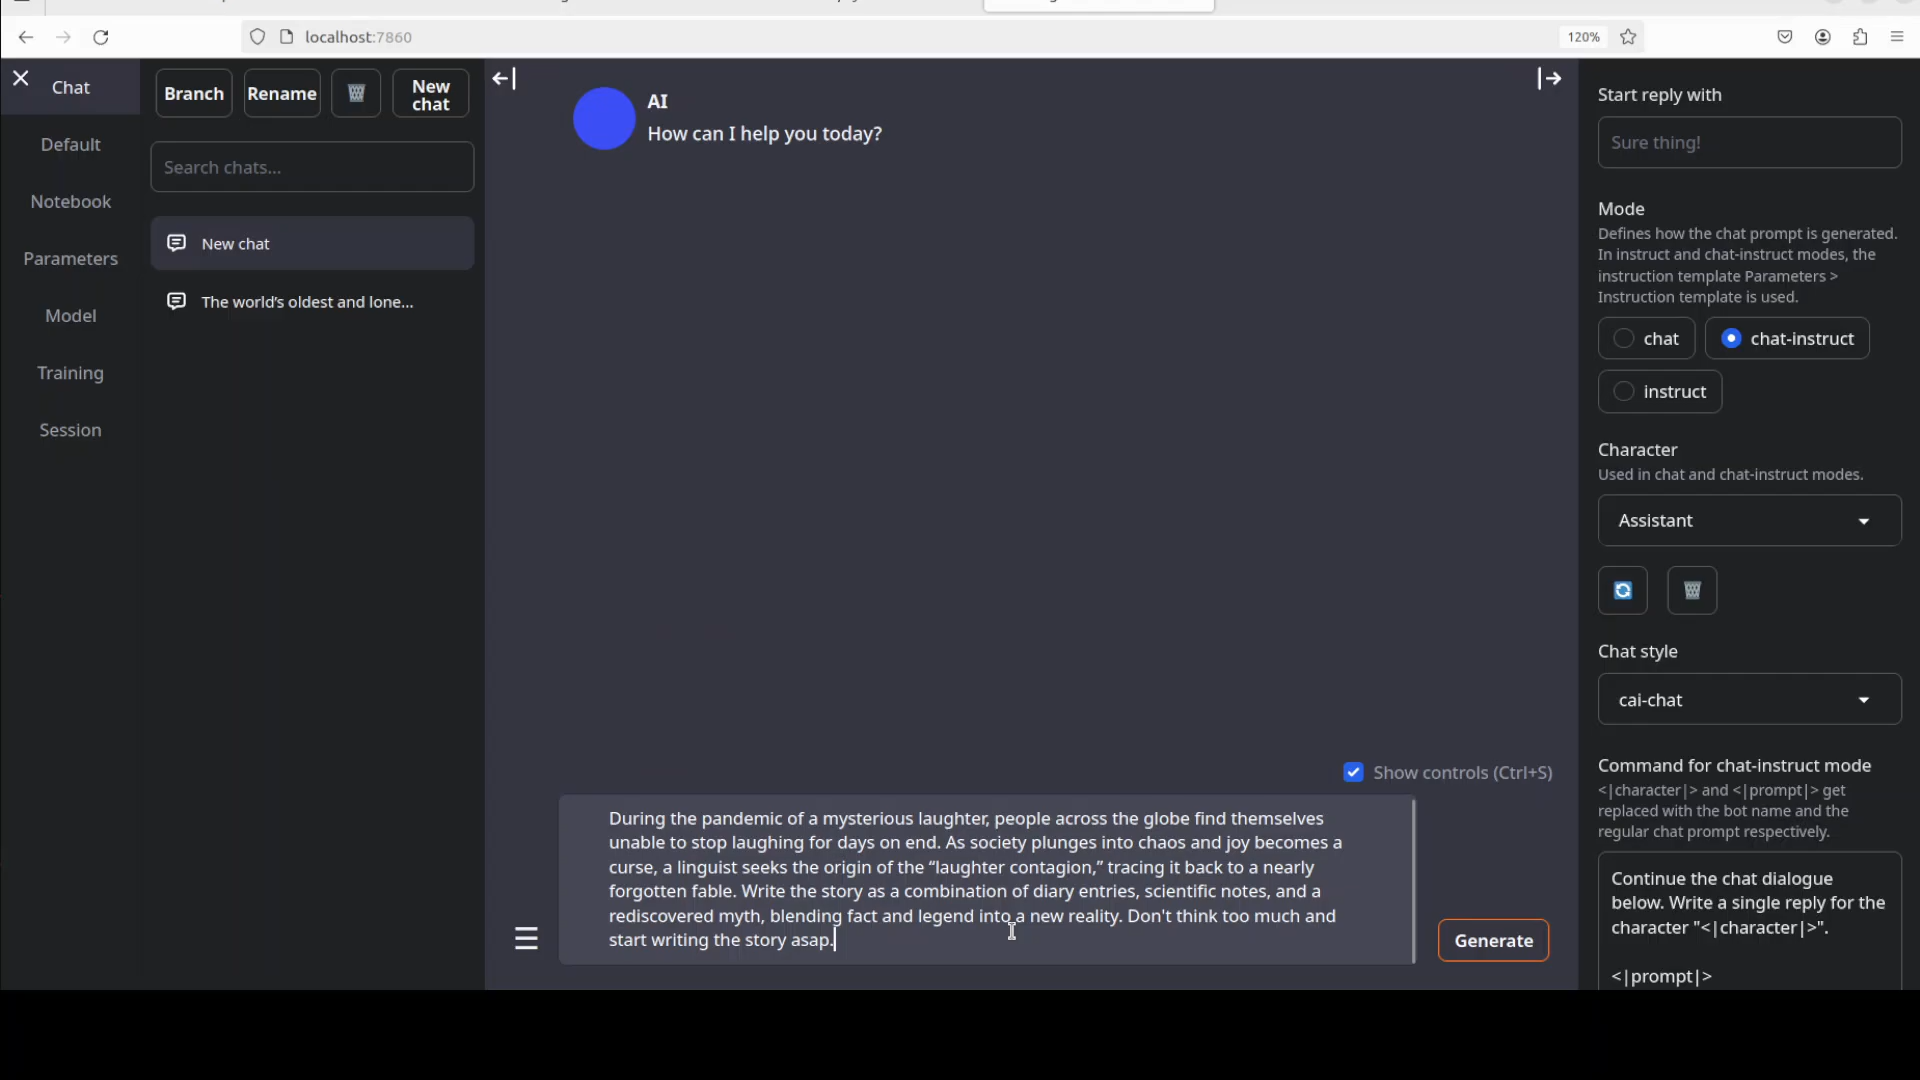 localhost:7860
120%
Chat
Default
Notebook
Parameters
Model
Training
Session
Branch
Rename
New
chat
Search chats...
New chat
The world's oldest and lone...
AI
How can I help you today?
Show controls (Ctrl+S)
During the pandemic of a mysterious laughter, people across the globe find themselves
unable to stop laughing for days on end. As society plunges into chaos and joy becomes a
curse, a linguist seeks the origin of the “laughter contagion,” tracing it back to a nearly
forgotten fable. Write the story as a combination of diary entries, scientific notes, and a
rediscovered myth, blending fact and legend into a new reality. Don't think too much and
start writing the story asap.
Generate
Start reply with
Sure thing!
Mode
Defines how the chat prompt is generated.
In instruct and chat-instruct modes, the
instruction template Parameters >
Instruction template is used.
chat
chat-instruct
instruct
Character
Used in chat and chat-instruct modes.
Assistant
Chat style
cai-chat
Command for chat-instruct mode
<|character|> and <|prompt|> get
replaced with the bot name and the
regular chat prompt respectively.
Continue the chat dialogue
below. Write a single reply for the
character "<|character|>".
<|prompt|>